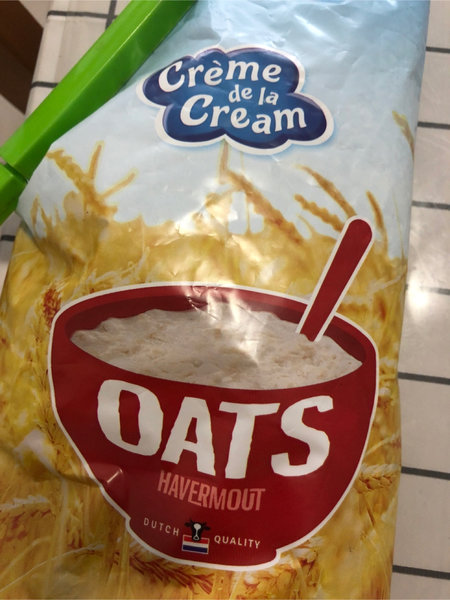 Crème
de la
Cream
OATS
HAVERMOUT
DUTCH QUALITY